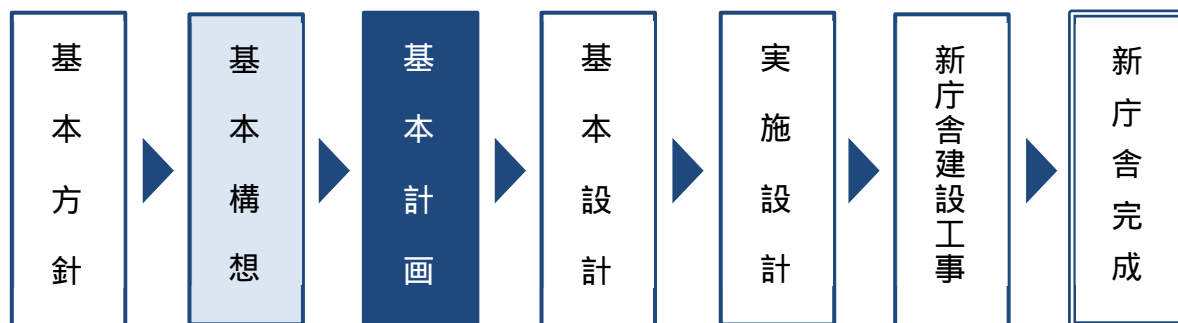 基本方針
基本構想
基本計画
基本設計
実施設計
新庁舎建設工事
新庁舎完成